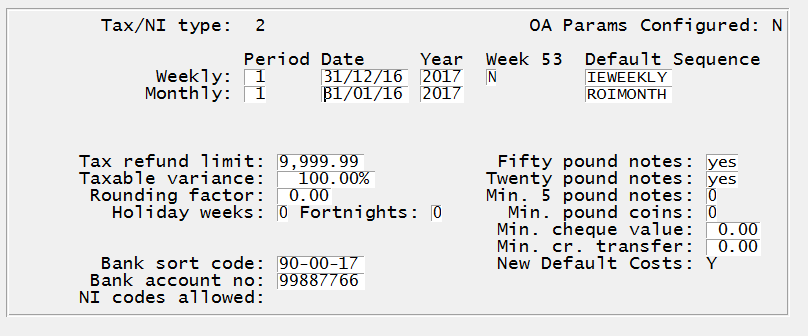 Tax/NI type: 2 OA Params Configured: N
Period Date Year Week 53 Default Sequence
Weekly: 1 31/12/16 2017 N IEWEEKLY
Monthly: 1 31/01/16 2017 ROIMONTH
Tax refund limit: 9,999.99 Fifty pound notes: yes
Taxable variance: 100.00% Twenty pound notes: yes
Rounding factor: 0.00 Min. 5 pound notes: 0
Holiday weeks: 0 Fortnights: 0 Min. pound coins: 0
Min. cheque value: 0.00
Min. cr. transfer: 0.00
Bank sort code: 90-00-17 New Default Costs: Y
Bank account no: 99887766
NI codes allowed: